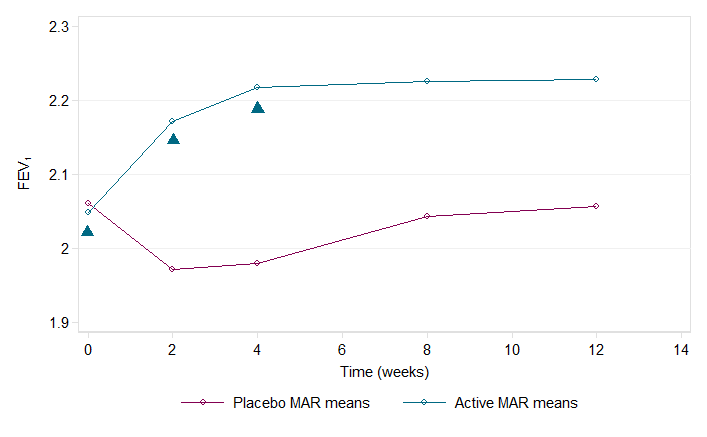 2.3
2.2
2.1
2
1.9
FEV₁
0 2 4 6 8 10 12 14
Time (weeks)
Placebo MAR means Active MAR means